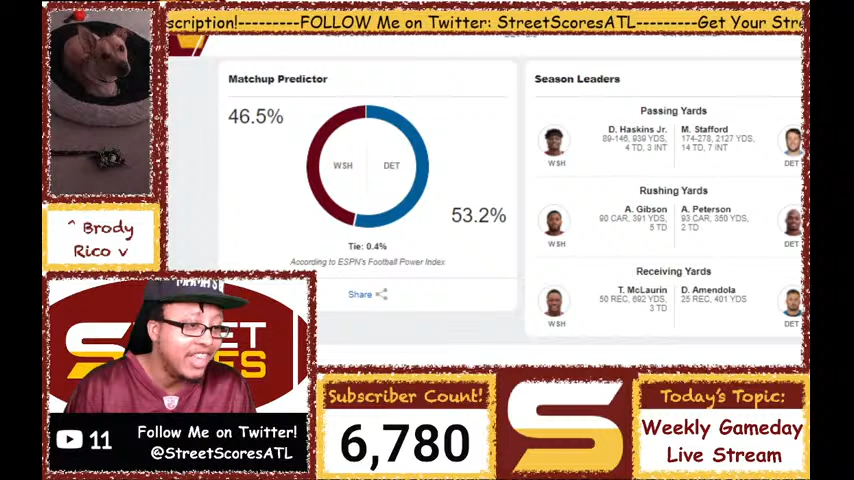 scription!---------FOLLOW Me on Twitter: StreetScoresATL---------Get Your Stre
Matchup Predictor
46.5%
WSH
DET
53.2%
Tie: 0.4%
According to ESPN's Football Power Index
Share
Season Leaders
Passing Yards
D. Haskins Jr.
89-146, 939 YDS,
4 TD, 3 INT
WSH
M. Stafford
174-278, 2127 YDS,
14 TD, 7 INT
DET
Rushing Yards
A. Gibson
90 CAR, 391 YDS,
5 TD
WSH
A. Peterson
93 CAR, 350 YDS,
2 TD
DET
Receiving Yards
T. McLaurin
50 REC, 692 YDS,
3 TD
WSH
D. Amendola
25 REC, 401 YDS
DET
^ Brody
Rico v
11
Follow Me on Twitter!
@StreetScoresATL
Subscriber Count!
6,780
Today's Topic:
Weekly Gameday
Live Stream